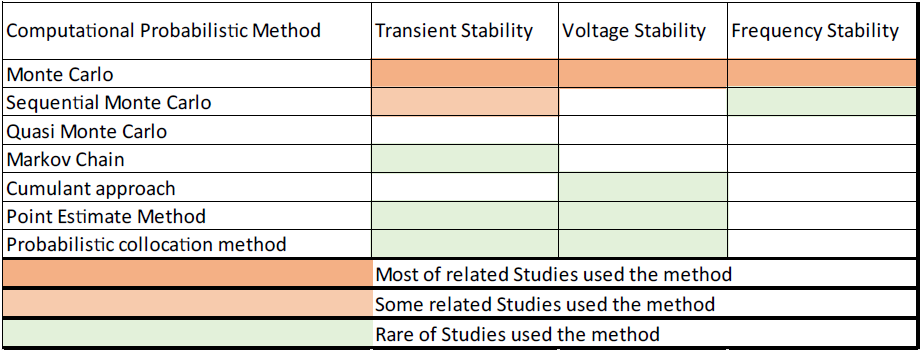 Computational Probabilistic Method Transient Stability Voltage Stability Frequency Stability
Monte Carlo
Sequential Monte Carlo
Quasi Monte Carlo
Markov Chain
Cumulant approach
Point Estimate Method
Probabilistic collocation method
Most of related Studies used the method
Some related Studies used the method
Rare of Studies used the method